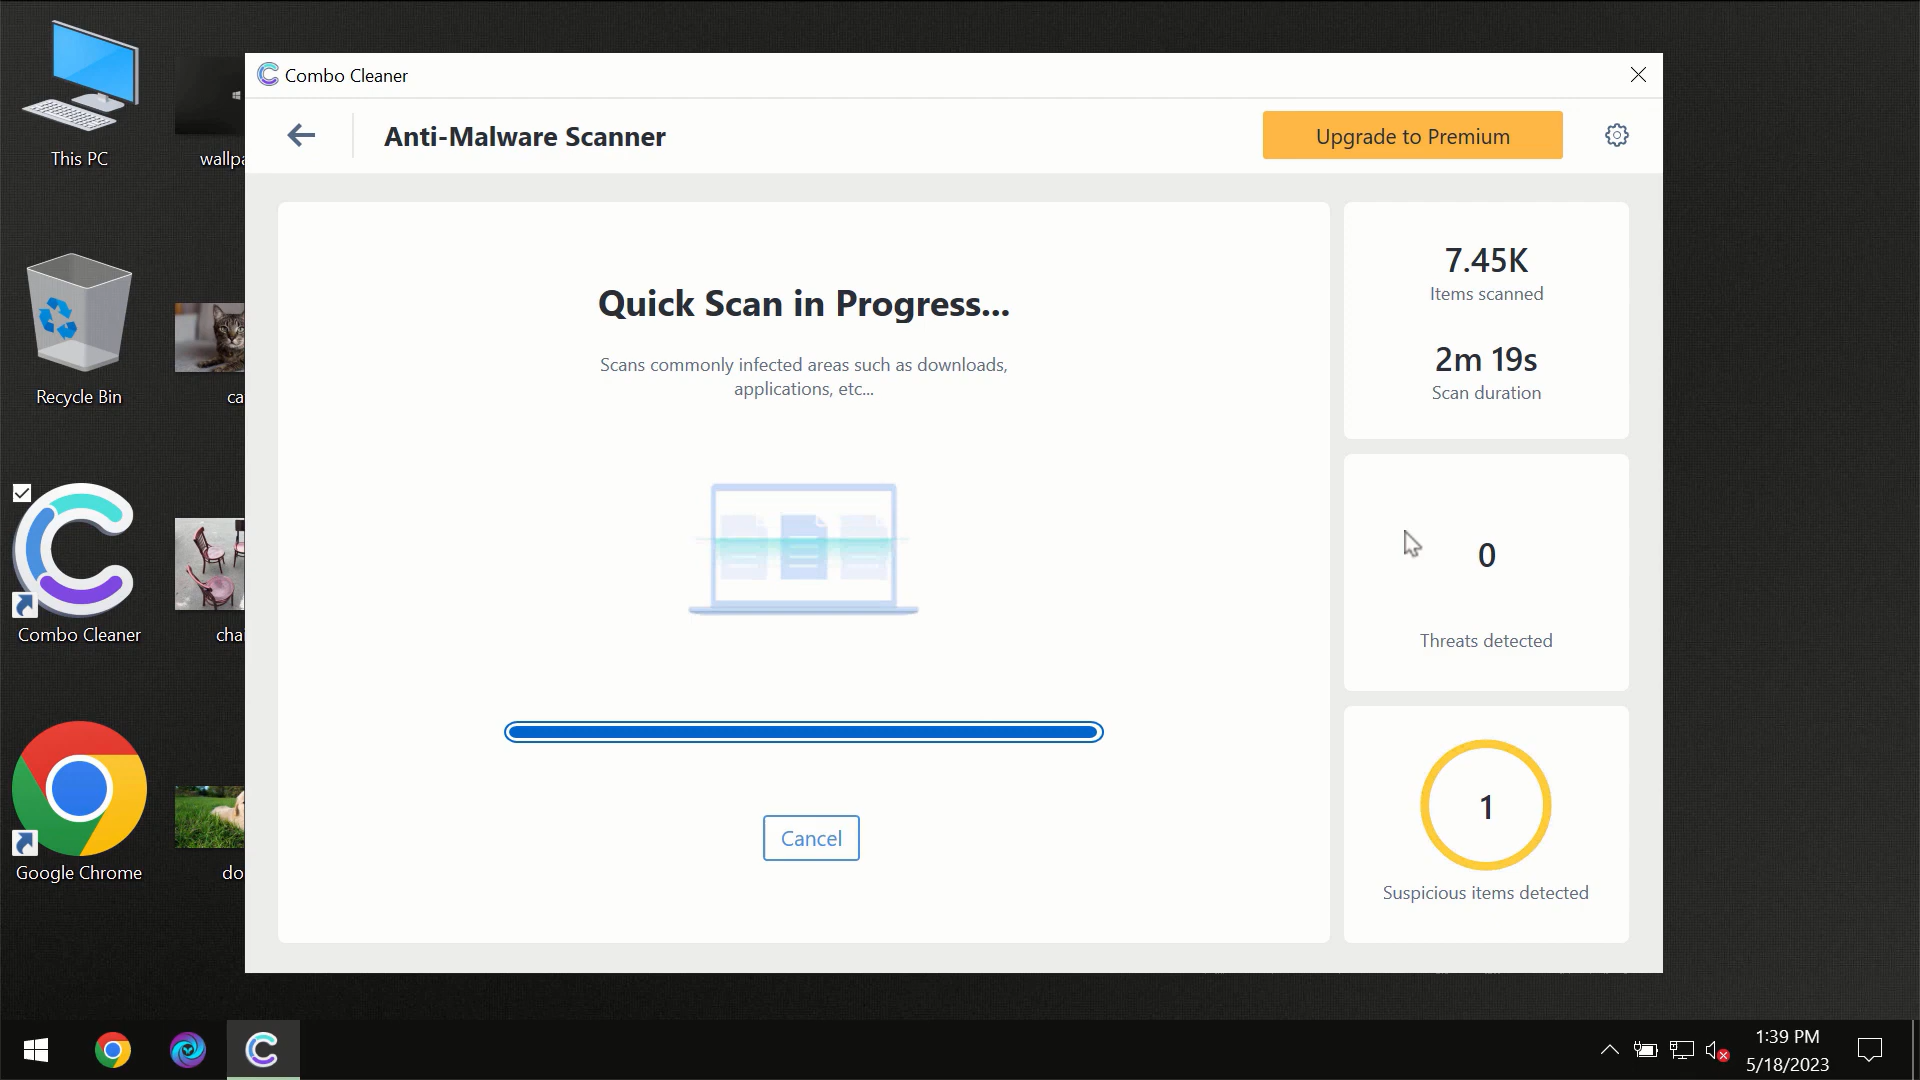 This PC
wallpa
Recycle Bin
ca
Combo Cleaner
chai
Google Chrome
do
Combo Cleaner
Anti-Malware Scanner
Upgrade to Premium
Quick Scan in Progress...
Scans commonly infected areas such as downloads,
applications, etc...
Cancel
7.45K
Items scanned
2m 19s
Scan duration
0
Threats detected
1
Suspicious items detected
1:39 PM
5/18/2023